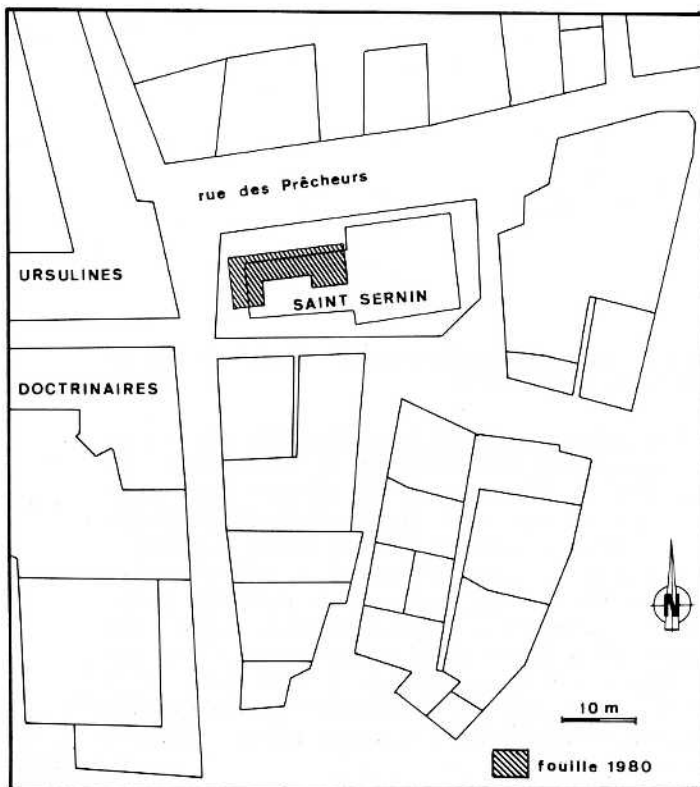 rue des Prêcheurs
URSULINES
SAINT SERNIN
DOCTRINAIRES
N
10 m
fouille 1980